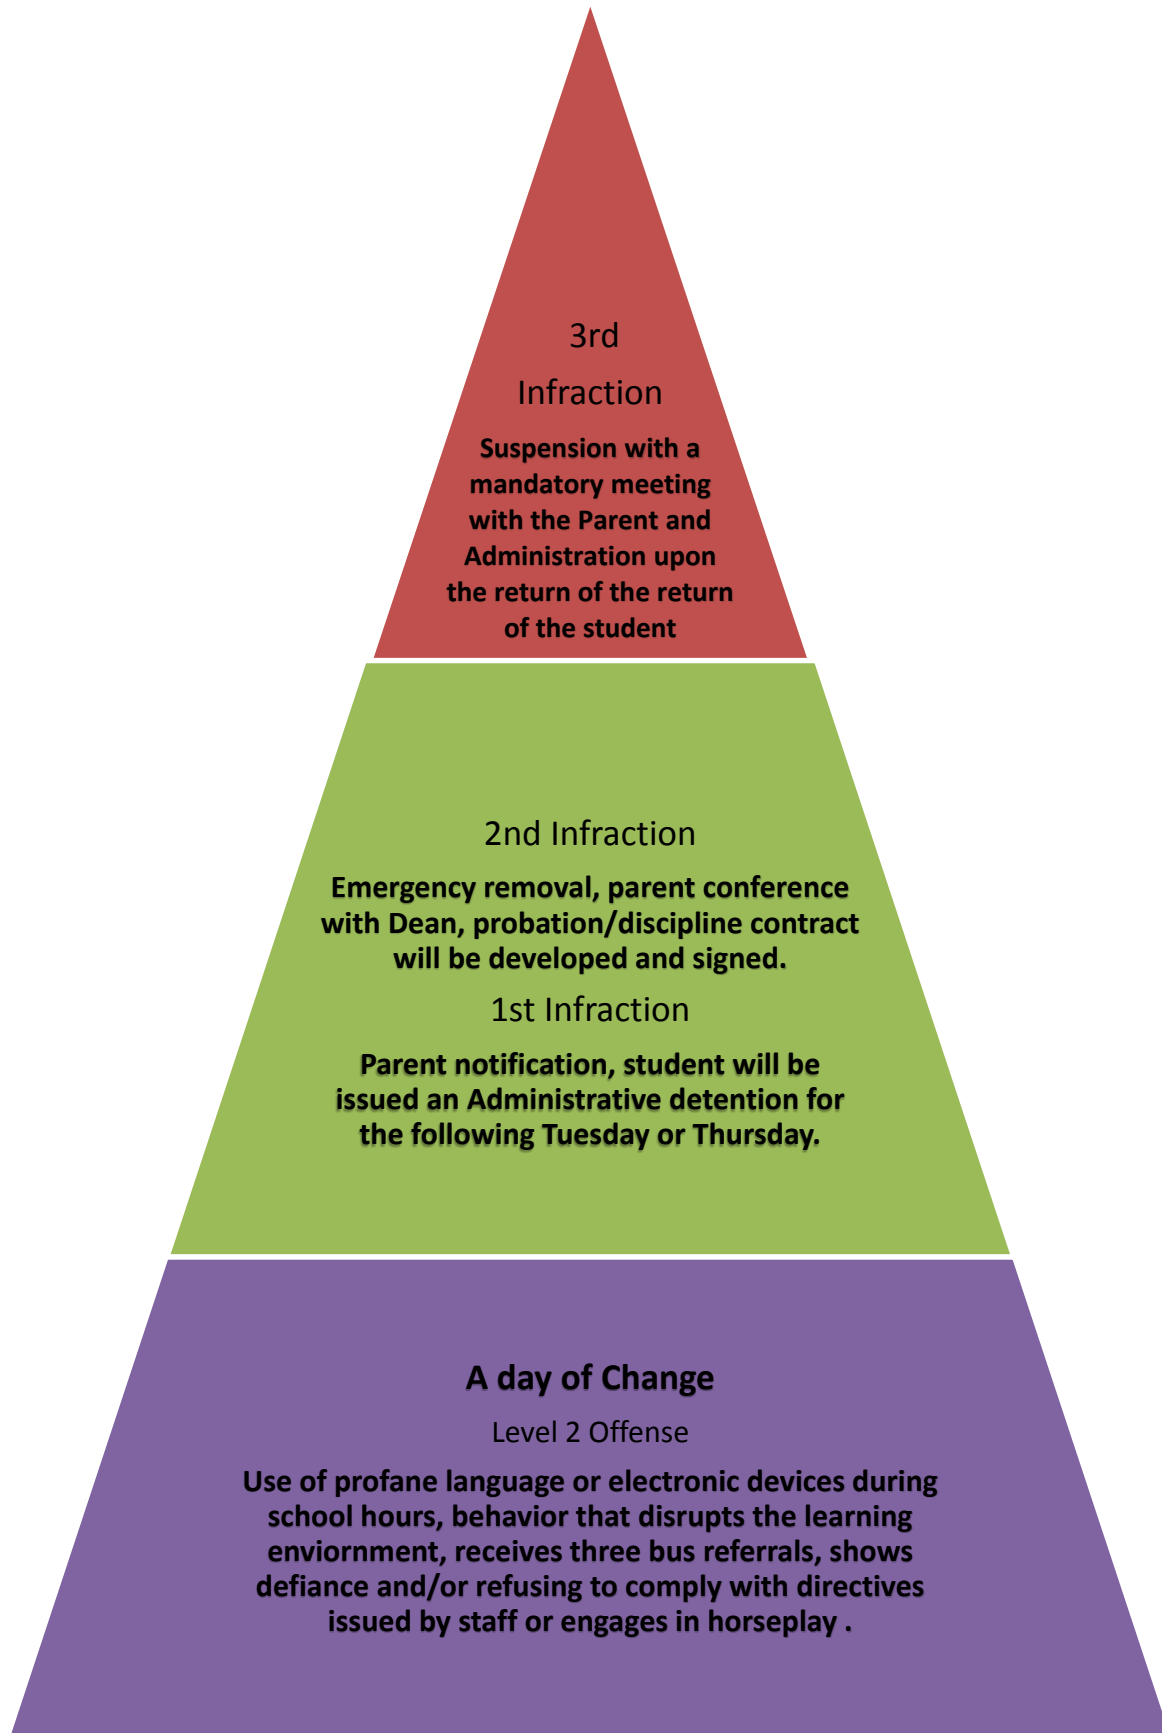 3rd
Infraction
Suspension with a
mandatory meeting
with the Parent and
Administration upon
the return of the return
of the student
2nd Infraction
Emergency removal, parent conference
with Dean, probation/discipline contract
will be developed and signed.
1st Infraction
Parent notification, student will be
issued an Administrative detention for
the following Tuesday or Thursday.
A day of Change
Level 2 Offense
Use of profane language or electronic devices during
school hours, behavior that disrupts the learning
enviornment, receives three bus referrals, shows
defiance and/or refusing to comply with directives
issued by staff or engages in horseplay .